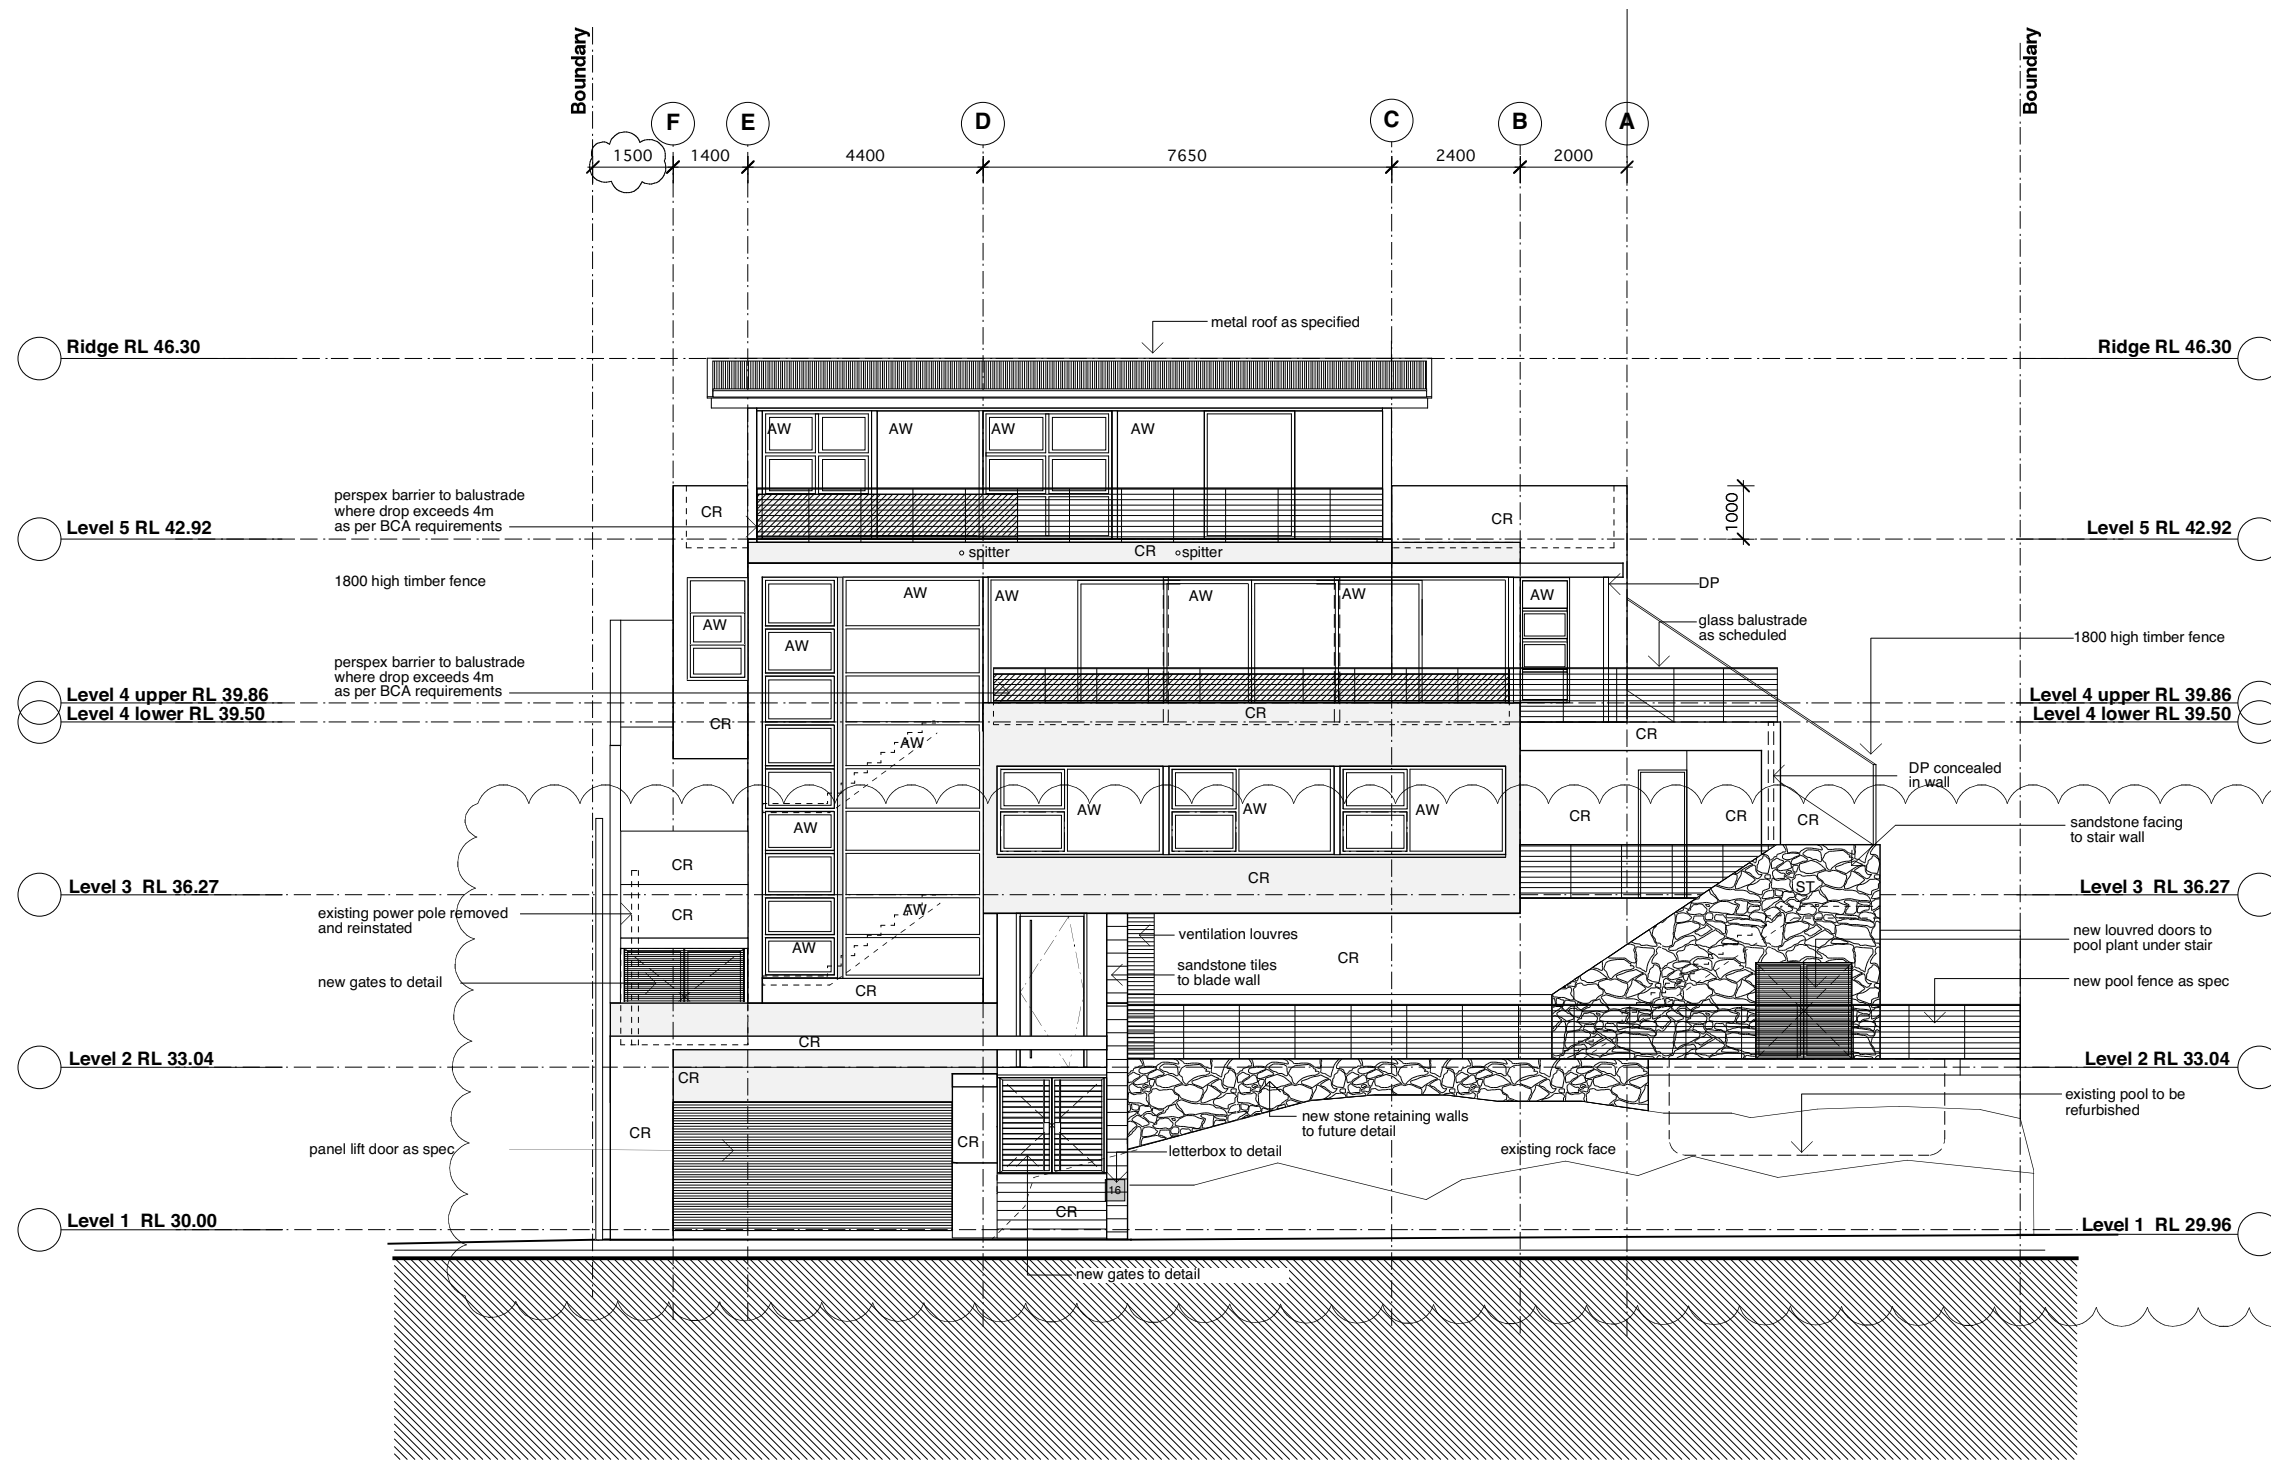 Boundary
Boundary
F
E
D
C
B
A
1500
1400
4400
7650
2400
2000
metal roof as specified
Ridge RL 46.30
Ridge RL 46.30
AW
AW
AW
AW
perspex barrier to balustrade
where drop exceeds 4m
as per BCA requirements
CR
CR
1000
Level 5 RL 42.92
Level 5 RL 42.92
spitter
CR
spitter
1800 high timber fence
DP
AW
AW
AW
AW
AW
AW
AW
glass balustrade
as scheduled
1800 high timber fence
perspex barrier to balustrade
where drop exceeds 4m
as per BCA requirements
Level 4 upper RL 39.86
Level 4 upper RL 39.86
Level 4 lower RL 39.50
Level 4 lower RL 39.50
CR
CR
CR
AW
DP concealed
in wall
AW
AW
AW
AW
CR
CR
CR
sandstone facing
to stair wall
CR
CR
ST
Level 3 RL 36.27
Level 3 RL 36.27
existing power pole removed
and reinstated
CR
AW
AW
ventilation louvres
new louvred doors to
pool plant under stair
CR
sandstone tiles
to blade wall
new gates to detail
CR
new pool fence as spec
CR
Level 2 RL 33.04
Level 2 RL 33.04
CR
existing pool to be
refurbished
new stone retaining walls
to future detail
CR
CR
panel lift door as spec
letterbox to detail
existing rock face
16
CR
Level 1 RL 30.00
Level 1 RL 29.96
new gates to detail